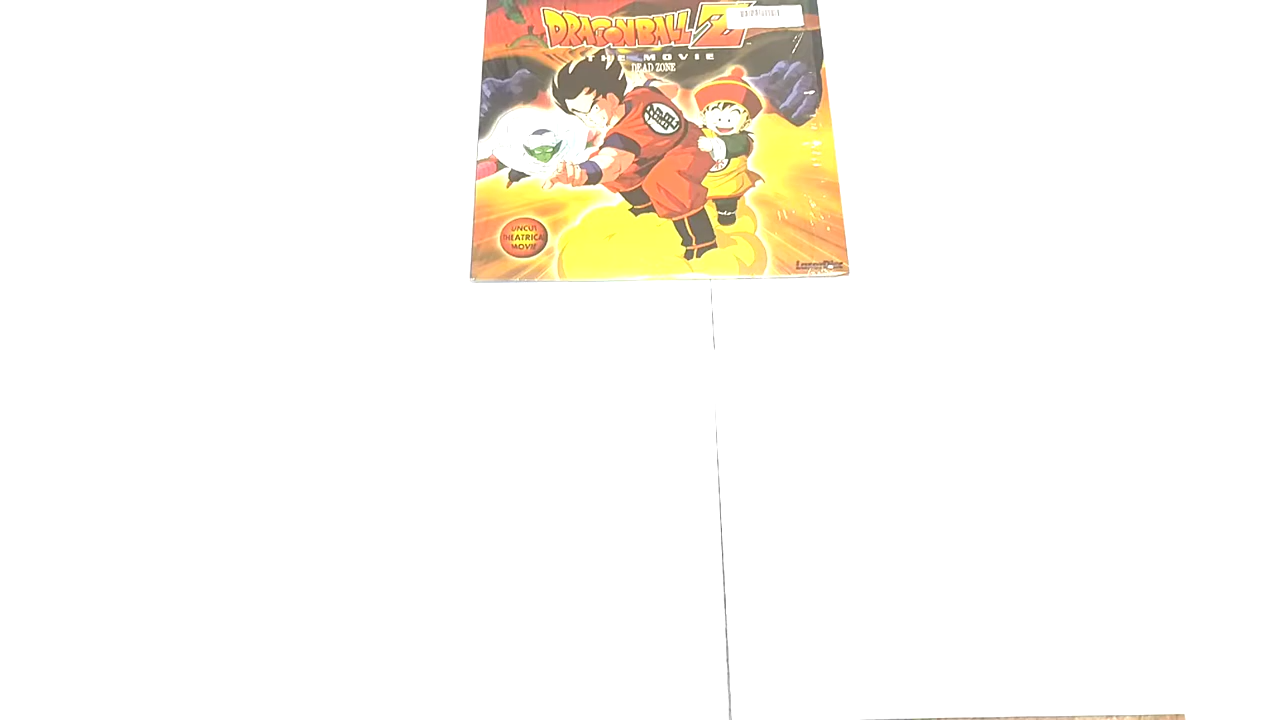 DRAGONBALL Z
THE MOVIE
DEAD ZONE
UNCUT
THEATRICAL
MOVIE
LaserDisc